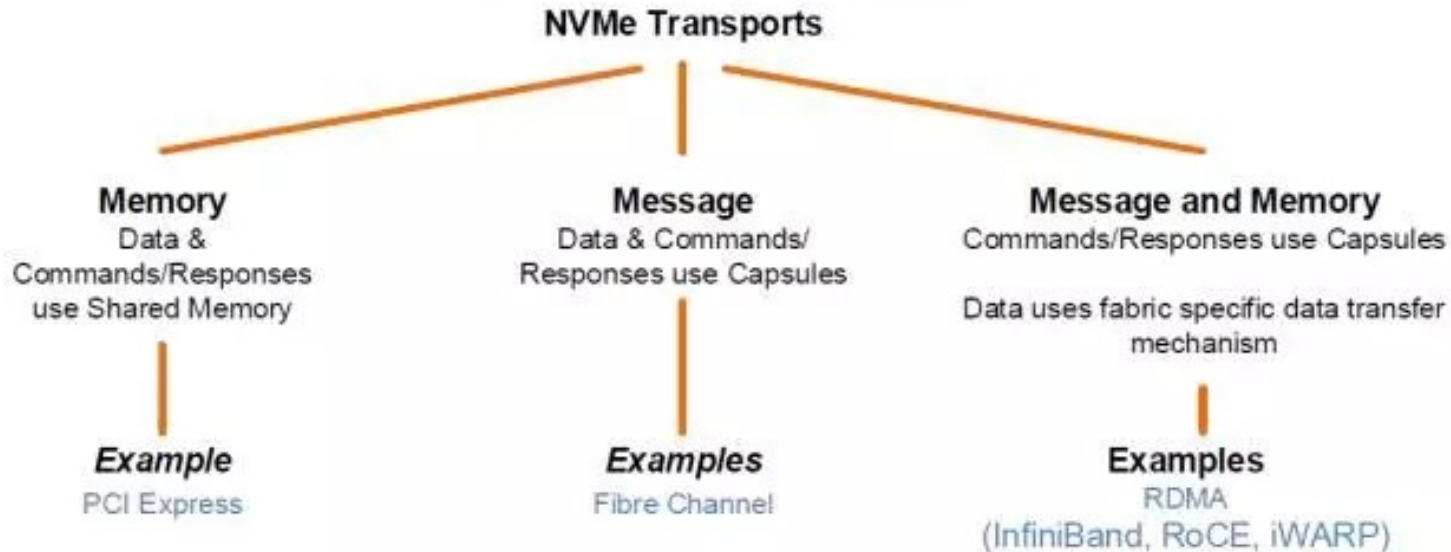 NVMe Transports
Memory
Data &
Commands/Responses
use Shared Memory
Example
PCI Express
Message
Data & Commands/
Responses use Capsules
Examples
Fibre Channel
Message and Memory
Commands/Responses use Capsules
Data uses fabric specific data transfer
mechanism
Examples
RDMA
(InfiniBand, RoCE, iWARP)